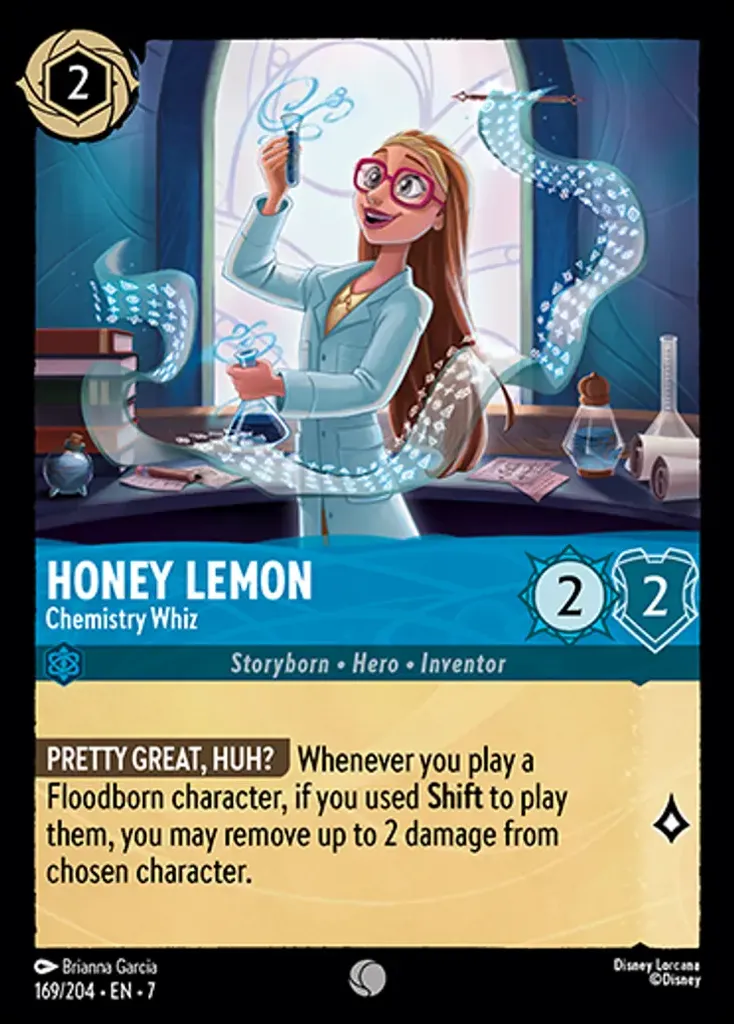 2
HONEY LEMON
Chemistry Whiz
2
2
Storyborn • Hero • Inventor
PRETTY GREAT, HUH? Whenever you play a
Floodborn character, if you used Shift to play
them, you may remove up to 2 damage from
chosen character.
Brianna Garcia
169/204 • EN • 7
Disney Lorcana
©Disney